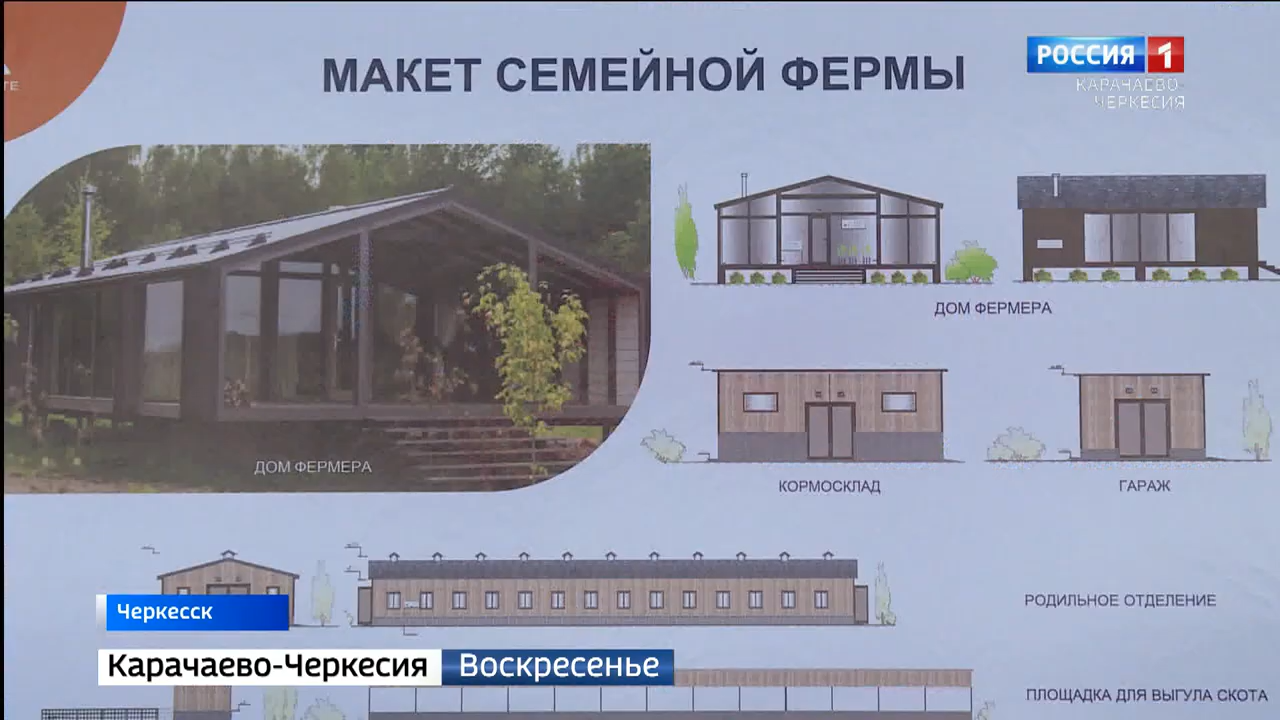 ТЕ
МАКЕТ СЕМЕЙНОЙ ФЕРМЫ
РОССИЯ 1
КАРАЧАЕВО-
ЧЕРКЕСИЯ
ДОМ ФЕРМЕРА
ДОМ ФЕРМЕРА
КОРМОСКЛАД
ГАРАЖ
РОДИЛЬНОЕ ОТДЕЛЕНИЕ
Черкесск
Карачаево-Черкесия Воскресенье
ПЛОЩАДКА ДЛЯ ВЫГУЛА СКОТА